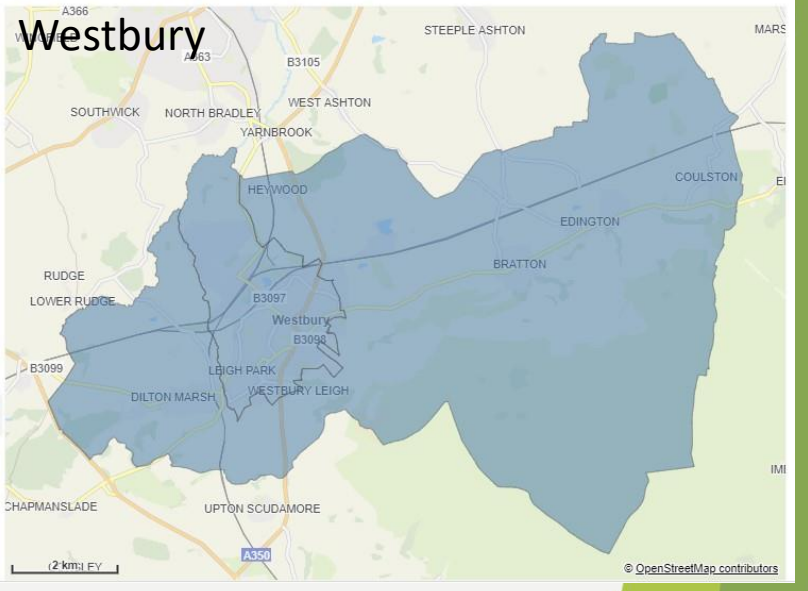 Westbury
A366
STEEPLE ASHTON
MARS
A363
B3105
WEST ASHTON
SOUTHWICK
NORTH BRADLEY
YARNBROOK
HEYWOOD
COULSTON
EDINGTON
BRATTON
RUDGE
LOWER RUDGE
B3097
Westbury
B3098
B3099
LEIGH PARK
WESTBURY LEIGH
DILTON MARSH
CHAPMANSLADE
UPTON SCUDAMORE
A350
2 km
© OpenStreetMap contributors